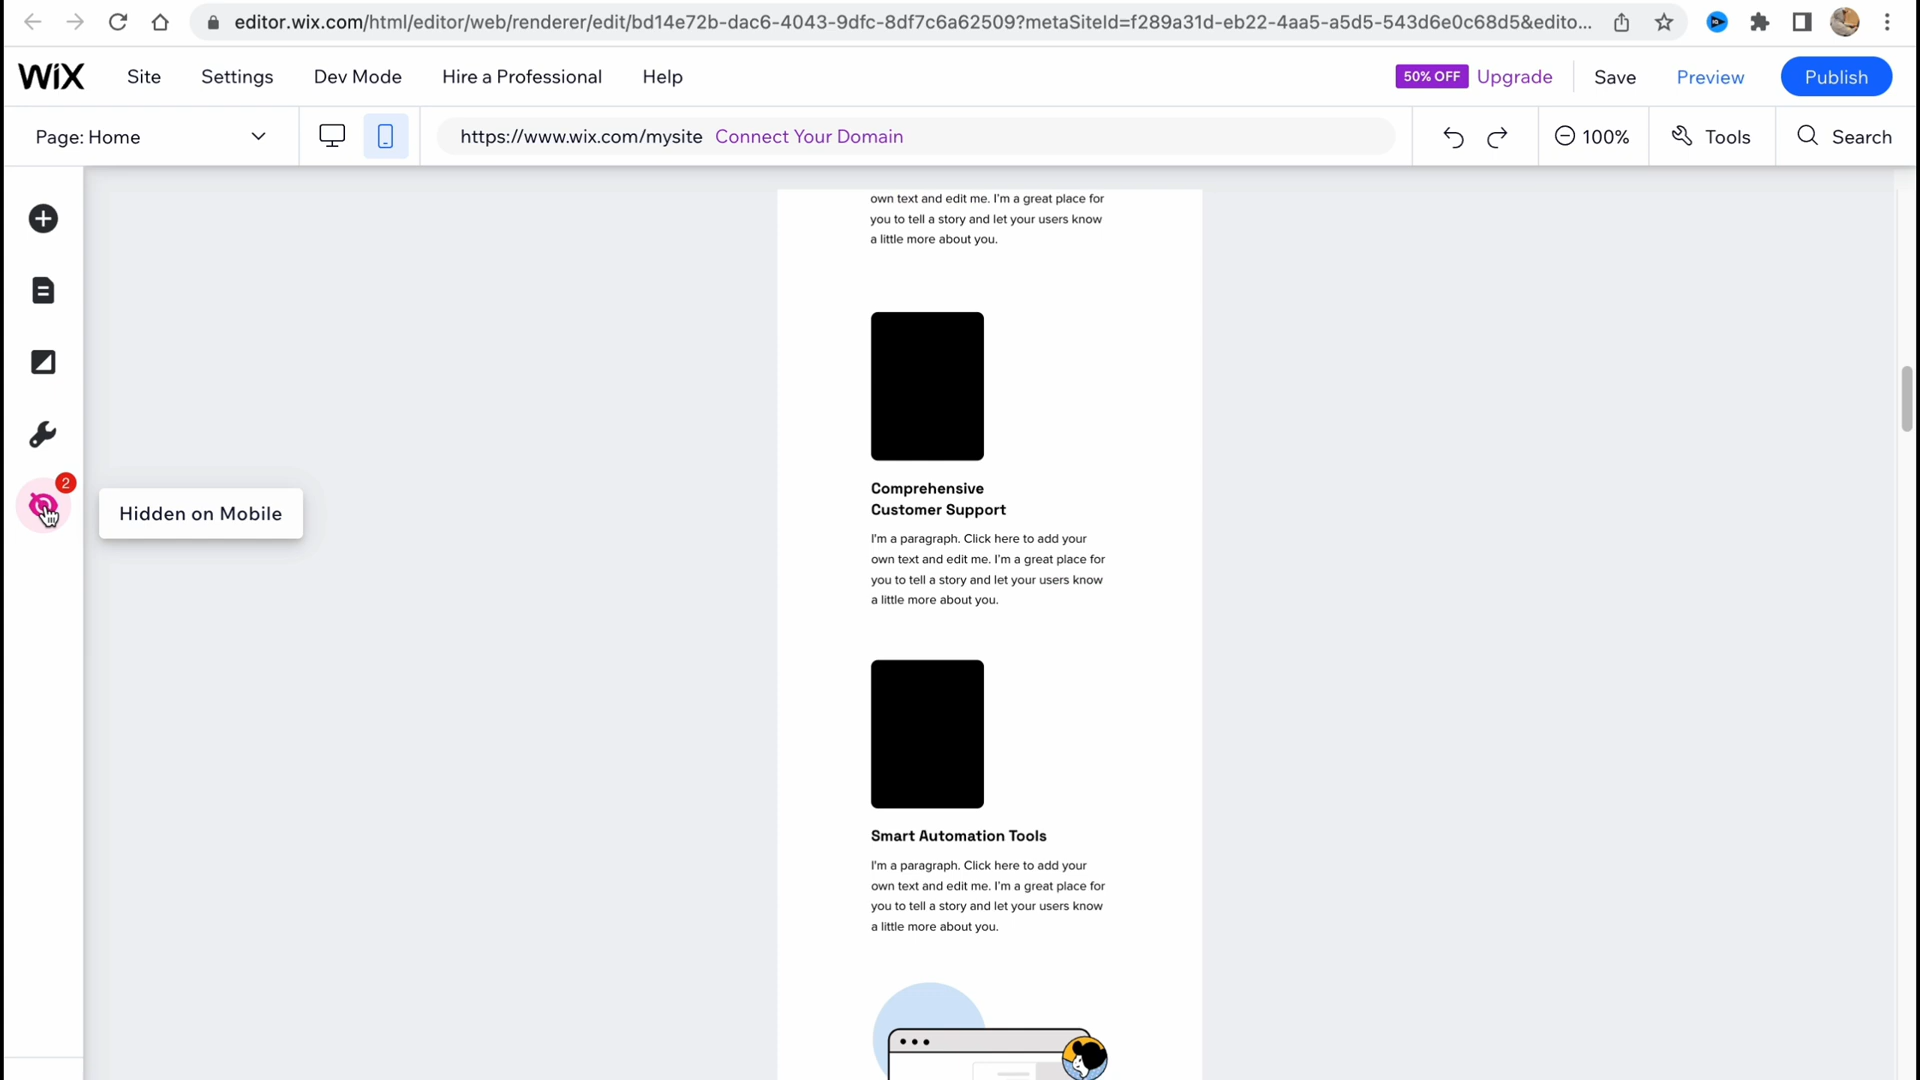 editor.wix.com/html/editor/web/renderer/edit/bd14e72b-dac6-4043-9dfc-8df7c6a62509?metaSiteId=f289a31d-eb22-4aa5-a5d5-543d6e0c68d5&edito...
WiX Site Settings Dev Mode Hire a Professional Help 50% OFF Upgrade Save Preview Publish
Page: Home https://www.wix.com/mysite Connect Your Domain 100% Tools Search
own text and edit me. I'm a great place for
you to tell a story and let your users know
a little more about you.
2
Hidden on Mobile
Comprehensive
Customer Support
I'm a paragraph. Click here to add your
own text and edit me. I'm a great place for
you to tell a story and let your users know
a little more about you.
Smart Automation Tools
I'm a paragraph. Click here to add your
own text and edit me. I'm a great place for
you to tell a story and let your users know
a little more about you.